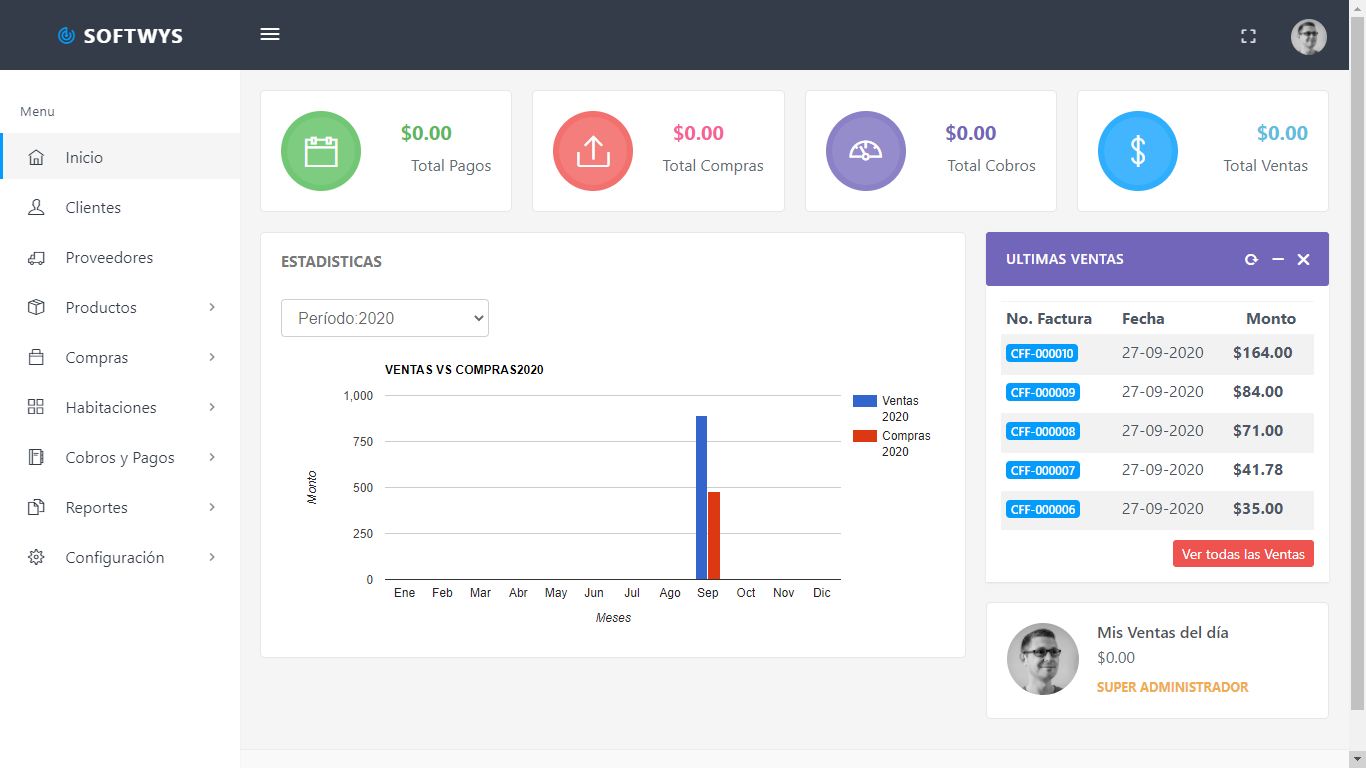 SOFTWYS
Menu
Inicio
Clientes
Proveedores
Productos
Compras
Habitaciones
Cobros y Pagos
Reportes
Configuración
$0.00
Total Pagos
$0.00
Total Compras
$0.00
Total Cobros
$0.00
Total Ventas
ESTADISTICAS
Período:2020
VENTAS VS COMPRAS2020
Monto
1,000
750
500
250
0
Ene Feb Mar Abr May Jun Jul Ago Sep Oct Nov Dic
Meses
Ventas
2020
Compras
2020
ULTIMAS VENTAS
No. Factura Fecha Monto
CFF-000010 27-09-2020 $164.00
CFF-000009 27-09-2020 $84.00
CFF-000008 27-09-2020 $71.00
CFF-000007 27-09-2020 $41.78
CFF-000006 27-09-2020 $35.00
Ver todas las Ventas
Mis Ventas del día
$0.00
SUPER ADMINISTRADOR